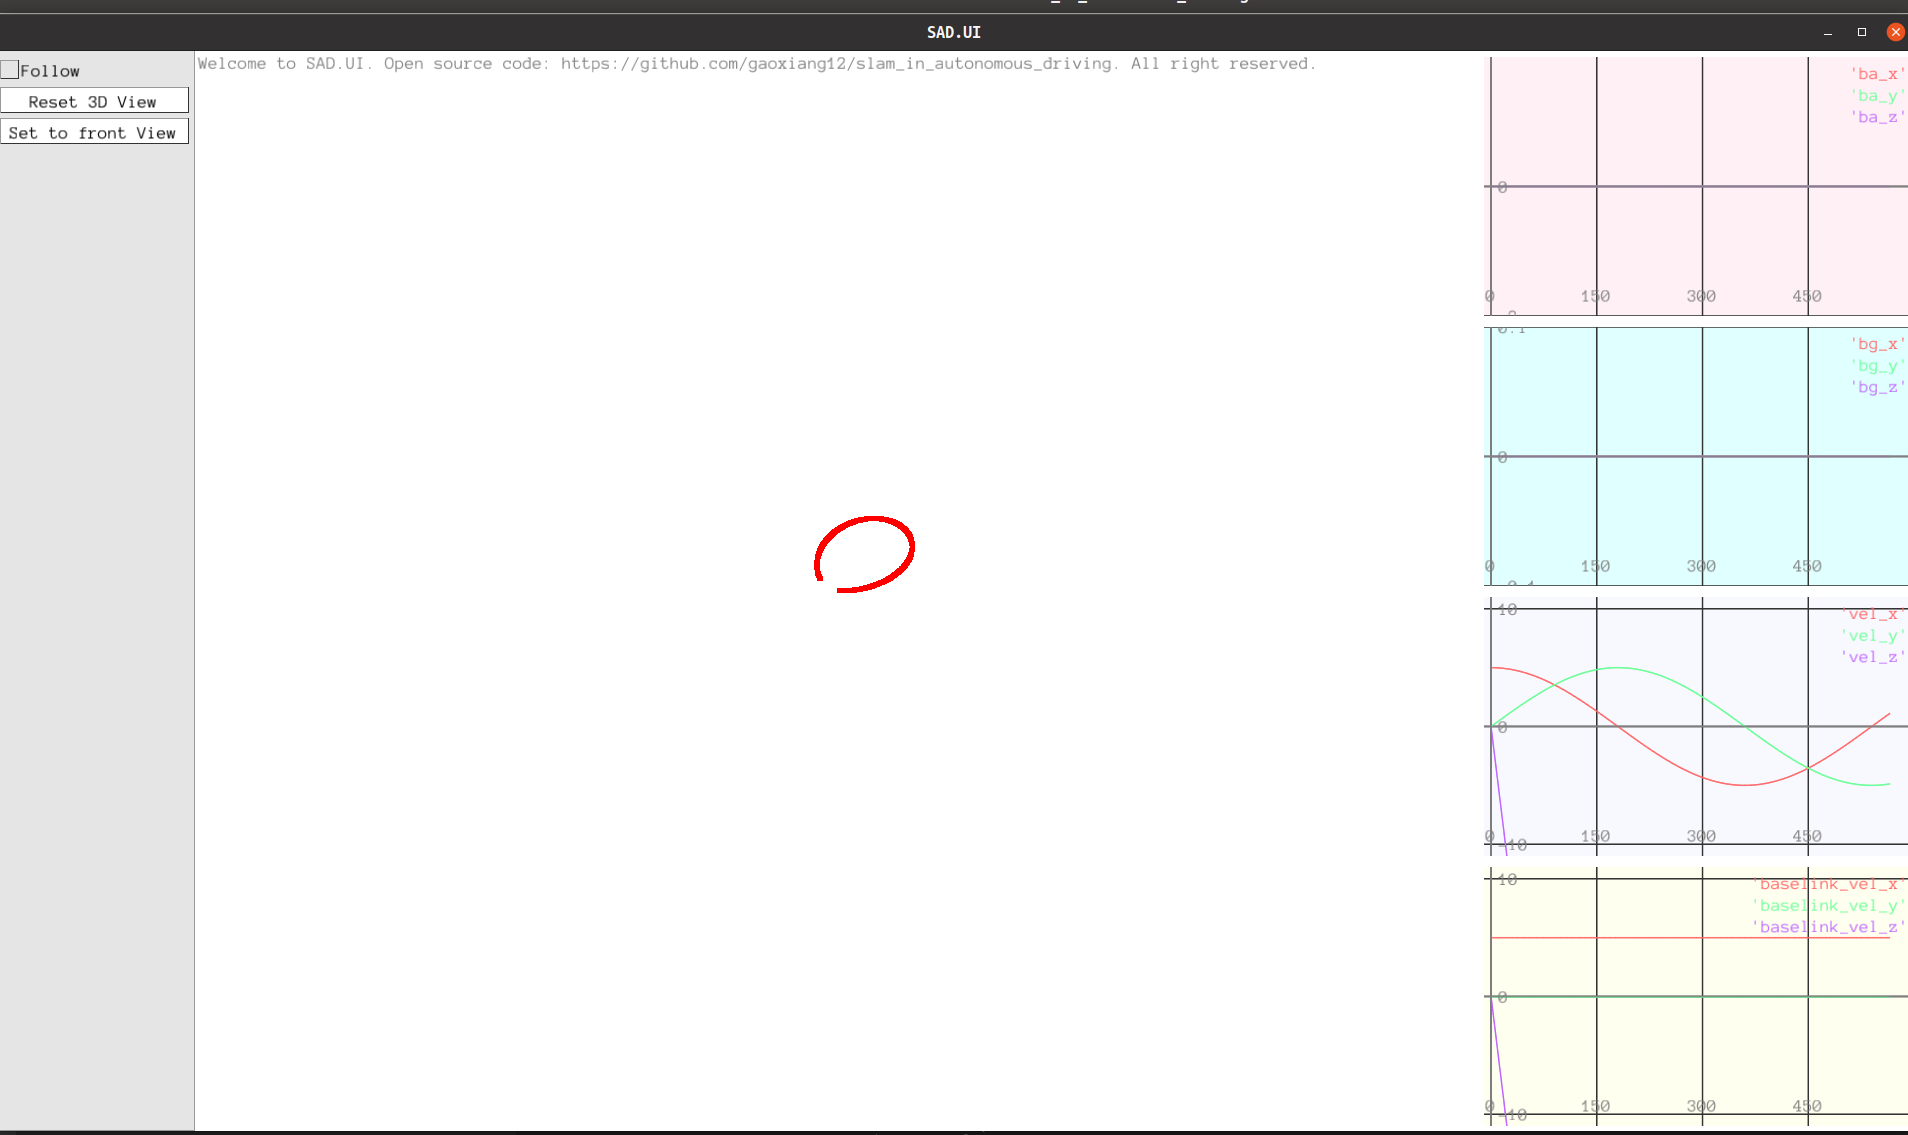 SAD.UI
Follow
Reset 3D View
Set to front View
Welcome to SAD.UI. Open source code: https://github.com/gaoxiang12/slam_in_autonomous_driving. All right reserved.
'ba_x'
'ba_y'
'ba_z'
0
0 150 300 450
0.1
'bg_x'
'bg_y'
'bg_z'
0
0 150 300 450
10
'vel_x'
'vel_y'
'vel_z'
0
0 150 300 450
-10
10
'baselink_vel_x'
'baselink_vel_y'
'baselink_vel_z'
0
0 150 300 450
-10